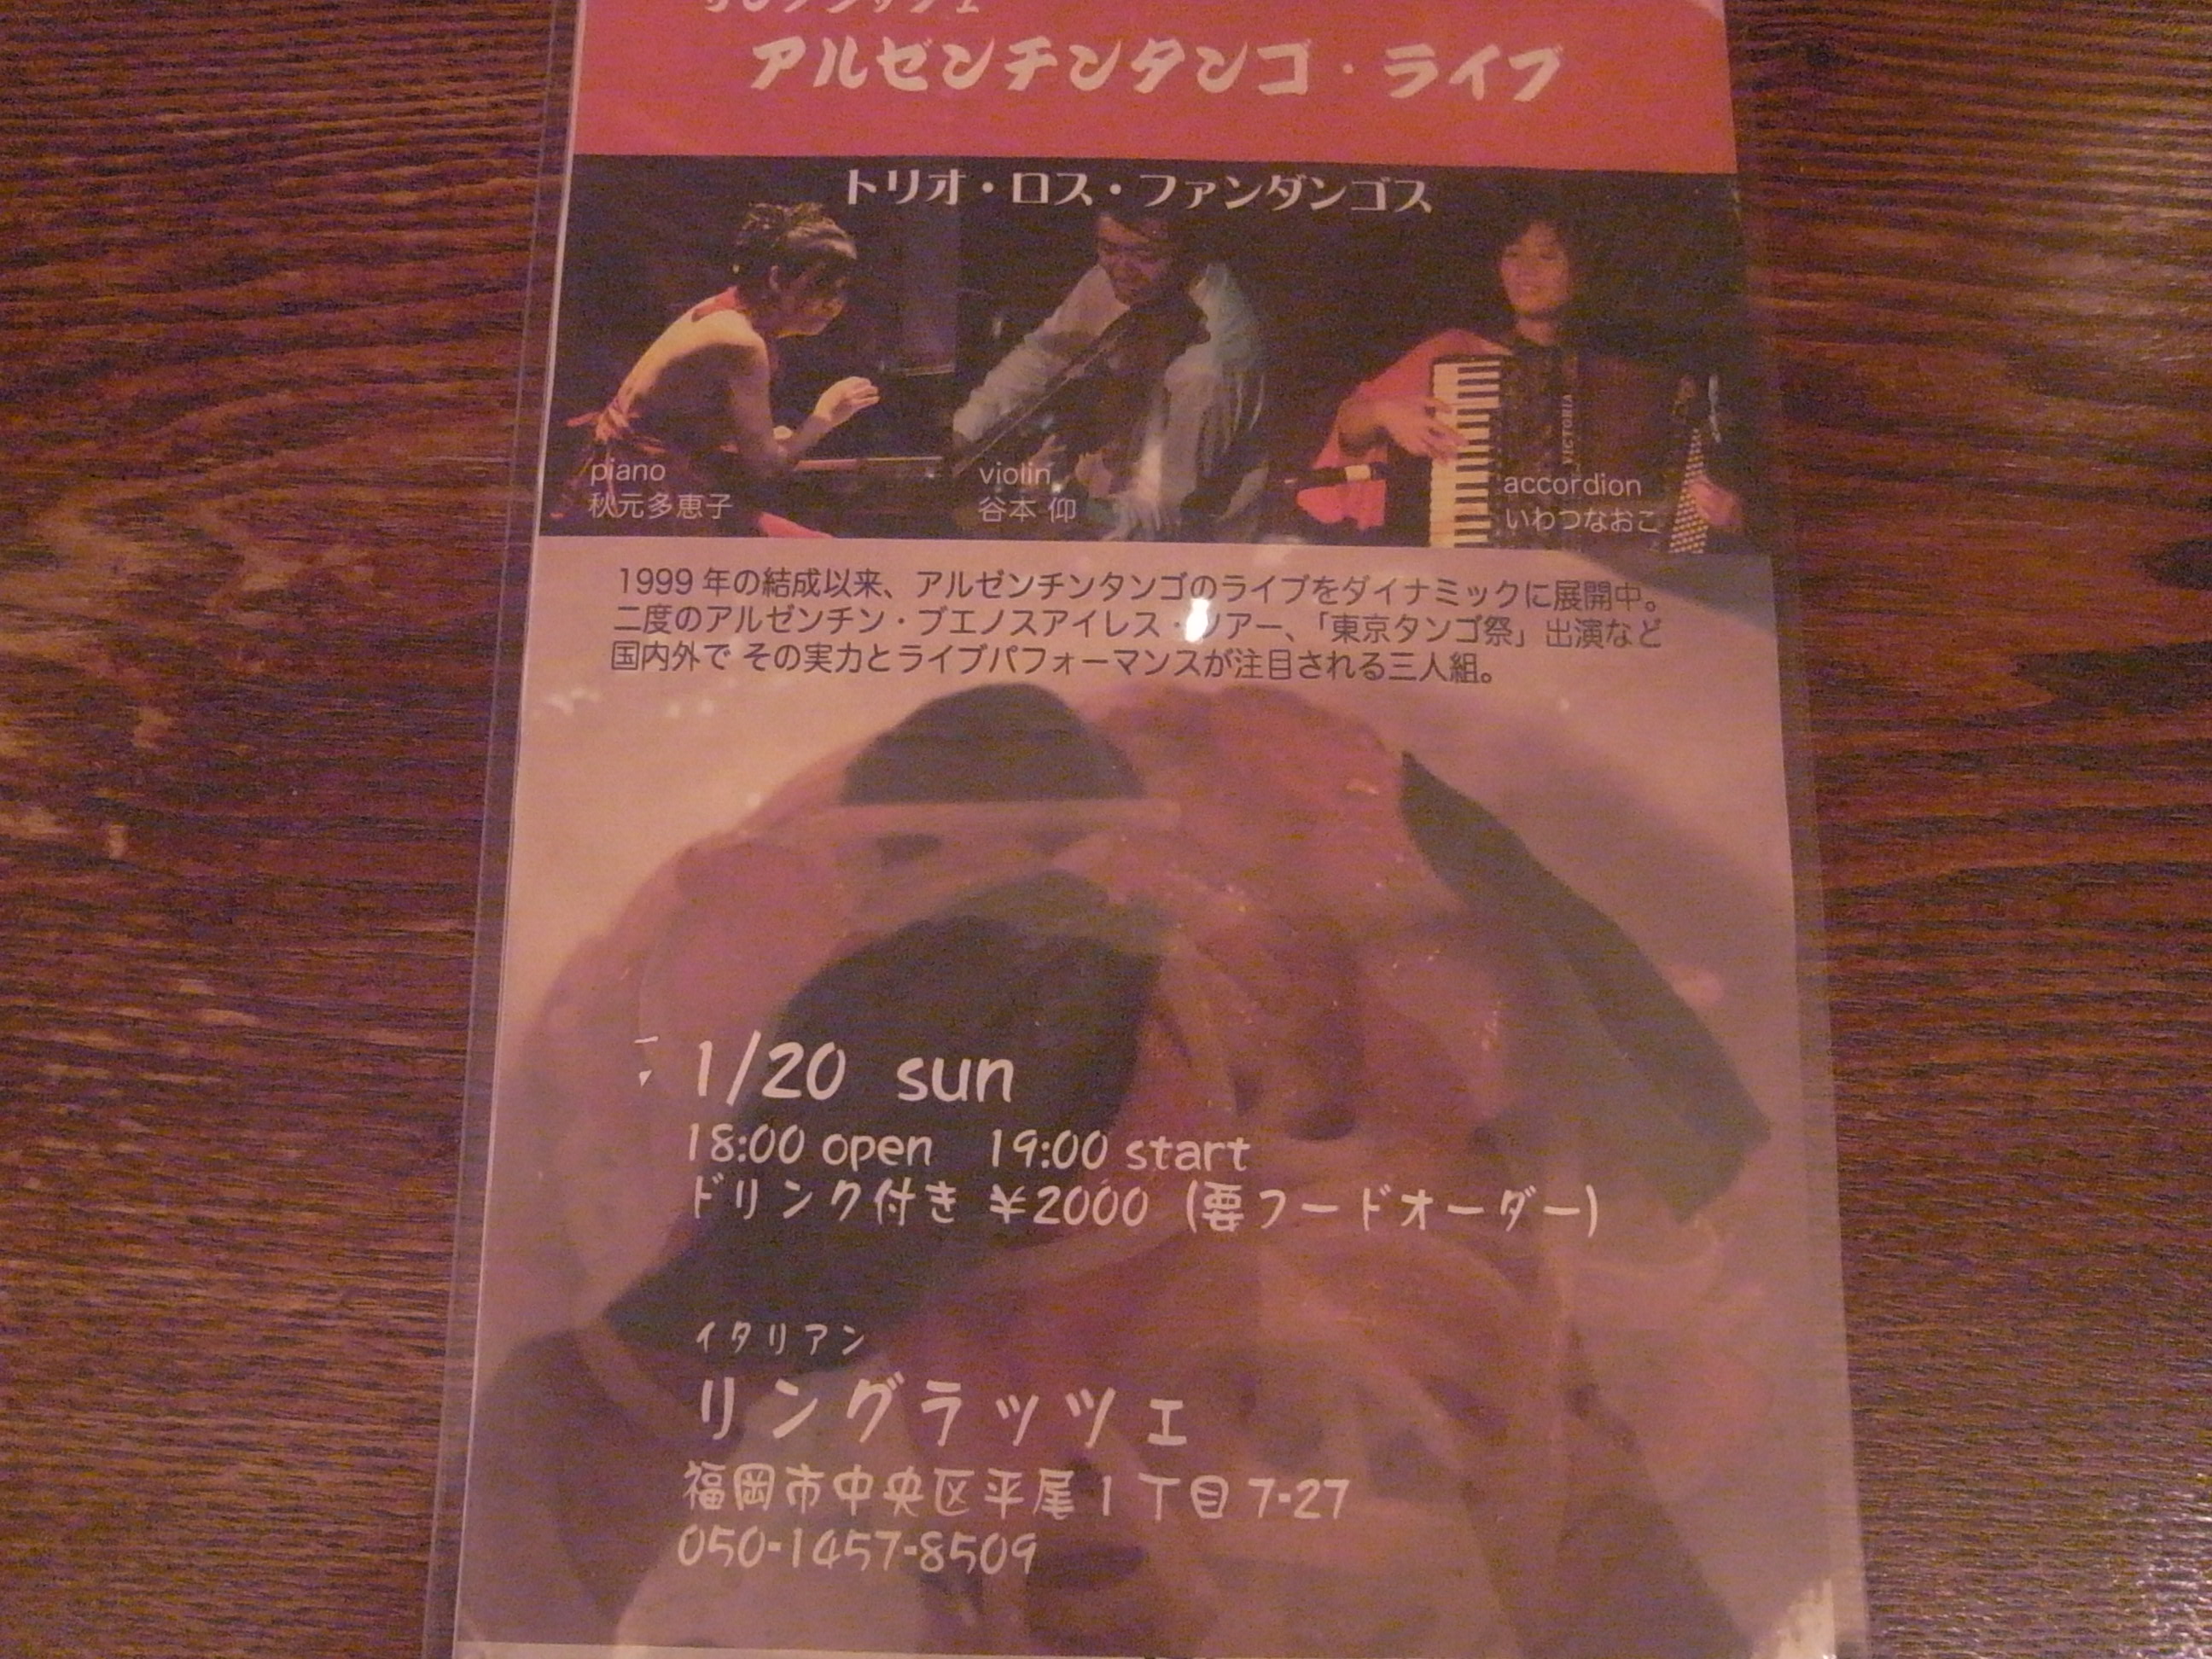 アルゼンチンタンゴ・ライブ
トリオ・ロス・ファンダンゴス
piano
秋元多恵子
violin
谷本 仰
VICTORIA
accordion
いわつなおこ
1999年の結成以来、アルゼンチンタンゴのライブをダイナミックに展開中。
二度のアルゼンチン・ブエノスアイレス・ツアー、「東京タンゴ祭」出演など
国内外で その実力とライブパフォーマンスが注目される三人組。
1/20 sun
18:00 open 19:00 start
ドリンク付き ¥2000 (要フードオーダー)
イタリアン
リングラッツェ
福岡市中央区平尾1丁目7-27
050-1457-8509